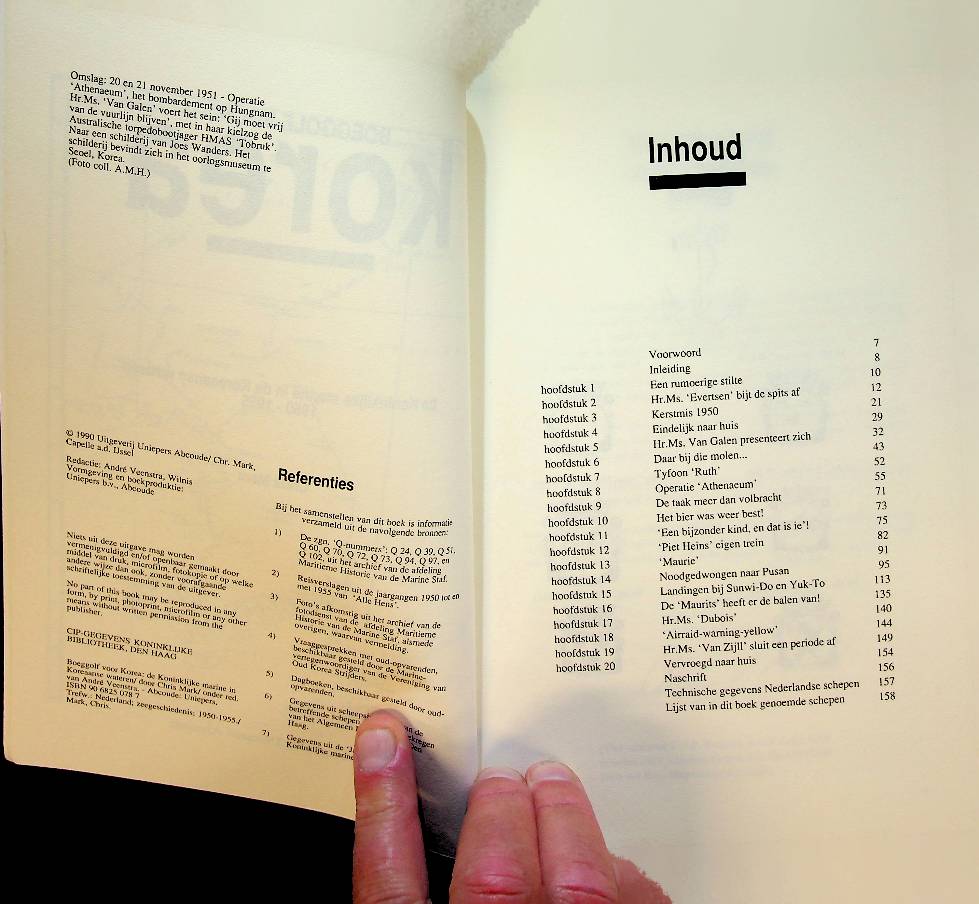 Omslag: 20 en 21 november 1951 - Operatie
‘Athenaeum’, het bombardement op Hungnam.
Hr.Ms. ‘Van Galen’ voert het sein: ‘Gij moet vrij
van de vuurlijn blijven’, met in haar kielzog de
Australische torpedobootjager HMAS ‘Tobruk’.
Naar een schilderij van Joes Wanders. Het
schilderij bevindt zich in het oorlogsmuseum te
Seoel, Korea.
(Foto coll. A.M.H.)
© 1990 Uitgeverij Uniepers Abcoude/ Chr. Mark,
Capelle a.d. IJssel
Redactie: André Veenstra, Wilnis
Vormgeving en boekproduktie:
Uniepers b.v., Abcoude
Niets uit deze uitgave mag worden
vermenigvuldigd en/of openbaar gemaakt door
middel van druk, microfilm, fotokopie of op welke
andere wijze dan ook, zonder voorafgaande
schriftelijke toestemming van de uitgever.
No part of this book may be reproduced in any
form, by print, photoprint, microfilm or any other
means without written permission from the
publisher.
CIP-GEGEVENS KONINKLIJKE
BIBLIOTHEEK, DEN HAAG
Boeggolf voor Korea: de Koninklijke marine in
Koreaanse wateren/ door Chris Mark/ onder red.
van André Veenstra. - Abcoude: Uniepers,
ISBN 90 6825 078 7
Trefw.: Nederland; zeegeschiedenis; 1950-1955./
Mark, Chris.
Referenties
Bij het samenstellen van dit boek is informatie
verzameld uit de navolgende bronnen:
1) De zgn. ‘Q-nummers’; Q 24, Q 39, Q 51,
Q 60, Q 70, Q 72, Q 73, Q 94, Q 97, en
Q 102, uit het archief van de afdeling
Maritieme Historie van de Marine Staf.
2) Reisverslagen uit de jaargangen 1950 tot en
met 1955 van ‘Alle Hens’.
3) Foto's afkomstig uit het archief van de
fotodienst van de afdeling Maritieme
Historie van de Marine Staf, alsmede
overigen, waarvan vermelding.
4) Vraaggesprekken met oud-opvarenden,
beschikbaar gesteld door de Marine-
vertegenwoordiger van de Vereniging van
Oud Korea Strijders.
5) Dagboeken, beschikbaar gesteld door oud-
opvarenden.
6) Gegevens uit de
betreffende schepen
van het Algemeen
Haag.
7) Gegevens uit de
Koninklijke marine
Inhoud
Voorwoord 7
Inleiding 8
hoofdstuk 1 Een rumoerige stilte 10
hoofdstuk 2 Hr.Ms. ‘Evertsen’ bijt de spits af 12
hoofdstuk 3 Kerstmis 1950 21
hoofdstuk 4 Eindelijk naar huis 29
hoofdstuk 5 Hr.Ms. Van Galen presenteert zich 32
hoofdstuk 6 Daar bij die molen... 43
hoofdstuk 7 Tyfoon ‘Ruth’ 52
hoofdstuk 8 Operatie ‘Athenaeum’ 55
hoofdstuk 9 De taak meer dan volbracht 71
hoofdstuk 10 Het bier was weer best! 73
hoofdstuk 11 ‘Een bijzonder kind, en dat is ie’! 75
hoofdstuk 12 ‘Piet Heins’ eigen trein 82
hoofdstuk 13 ‘Maurie’ 91
hoofdstuk 14 Noodgedwongen naar Pusan 95
hoofdstuk 15 Landingen bij Sunwi-Do en Yuk-To 113
hoofdstuk 16 De ‘Maurits’ heeft er de balen van! 135
hoofdstuk 17 Hr.Ms. ‘Dubois’ 140
hoofdstuk 18 ‘Airraid-warning-yellow’ 144
hoofdstuk 19 Hr.Ms. ‘Van Zijll’ sluit een periode af 149
hoofdstuk 20 Vervroegd naar huis 154
Naschrift 156
Technische gegevens Nederlandse schepen 157
Lijst van in dit boek genoemde schepen 158